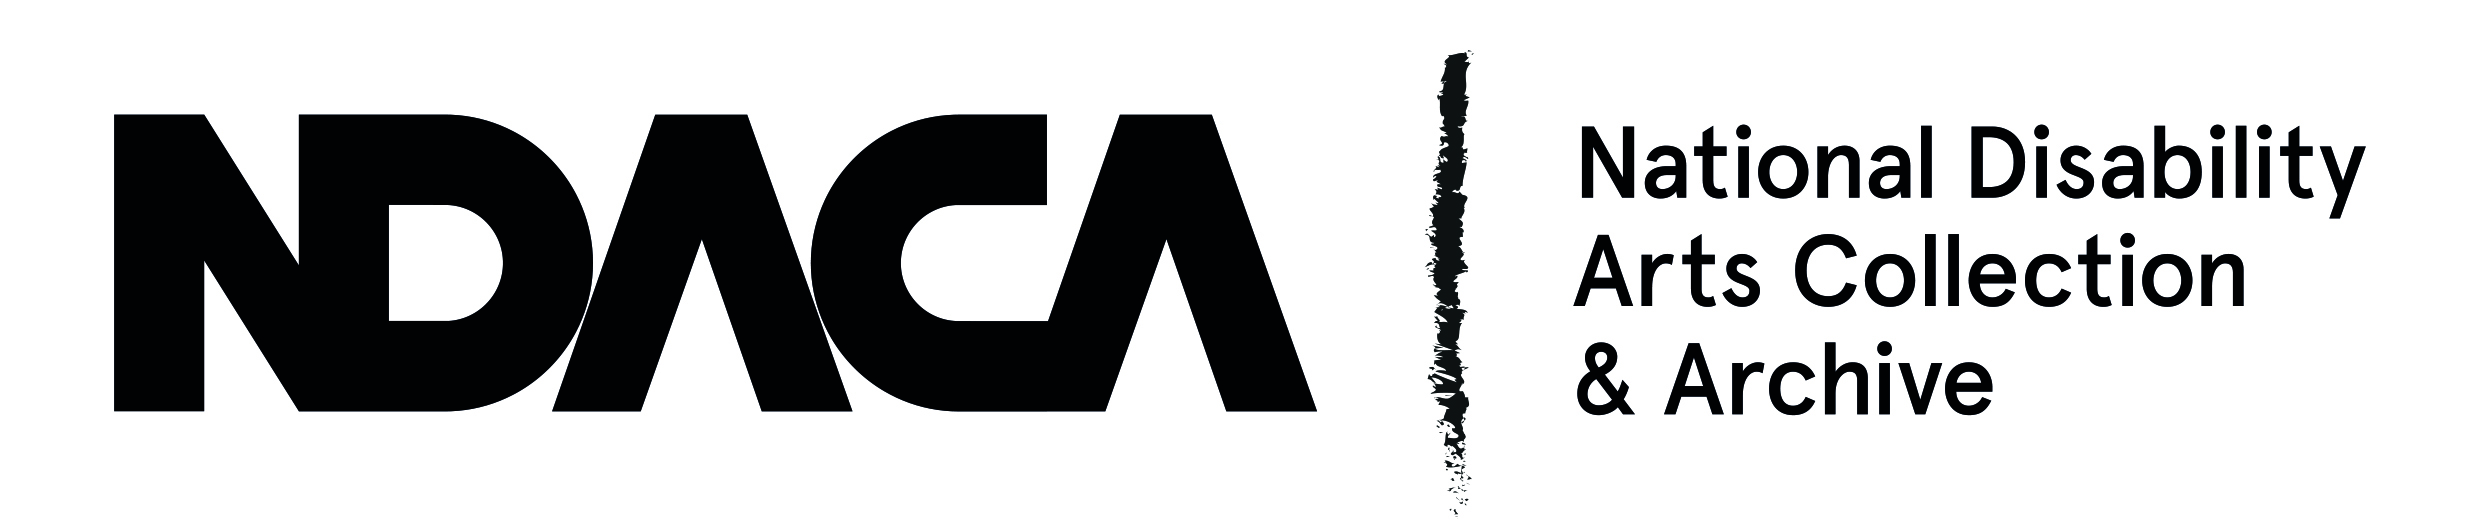 NDACA
National Disability
Arts Collection
& Archive